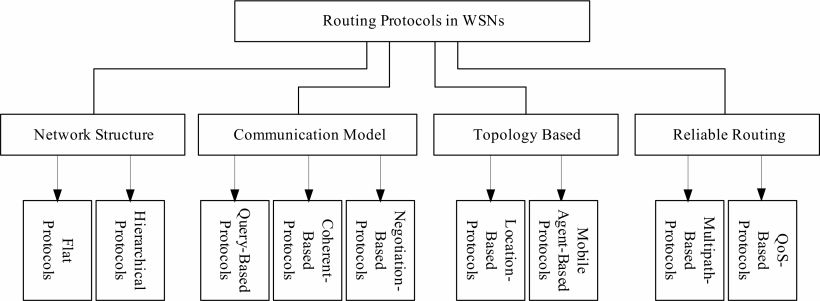 Routing Protocols in WSNs
Network Structure
Communication Model
Topology Based
Reliable Routing
Flat
Protocols
Hierarchical
Protocols
Query-Based
Protocols
Coherent-
Based
Protocols
Negotiation-
Based
Protocols
Location-
Based
Protocols
Mobile
Agent-Based
Protocols
Multipath-
Based
Protocols
QoS-
Based
Protocols